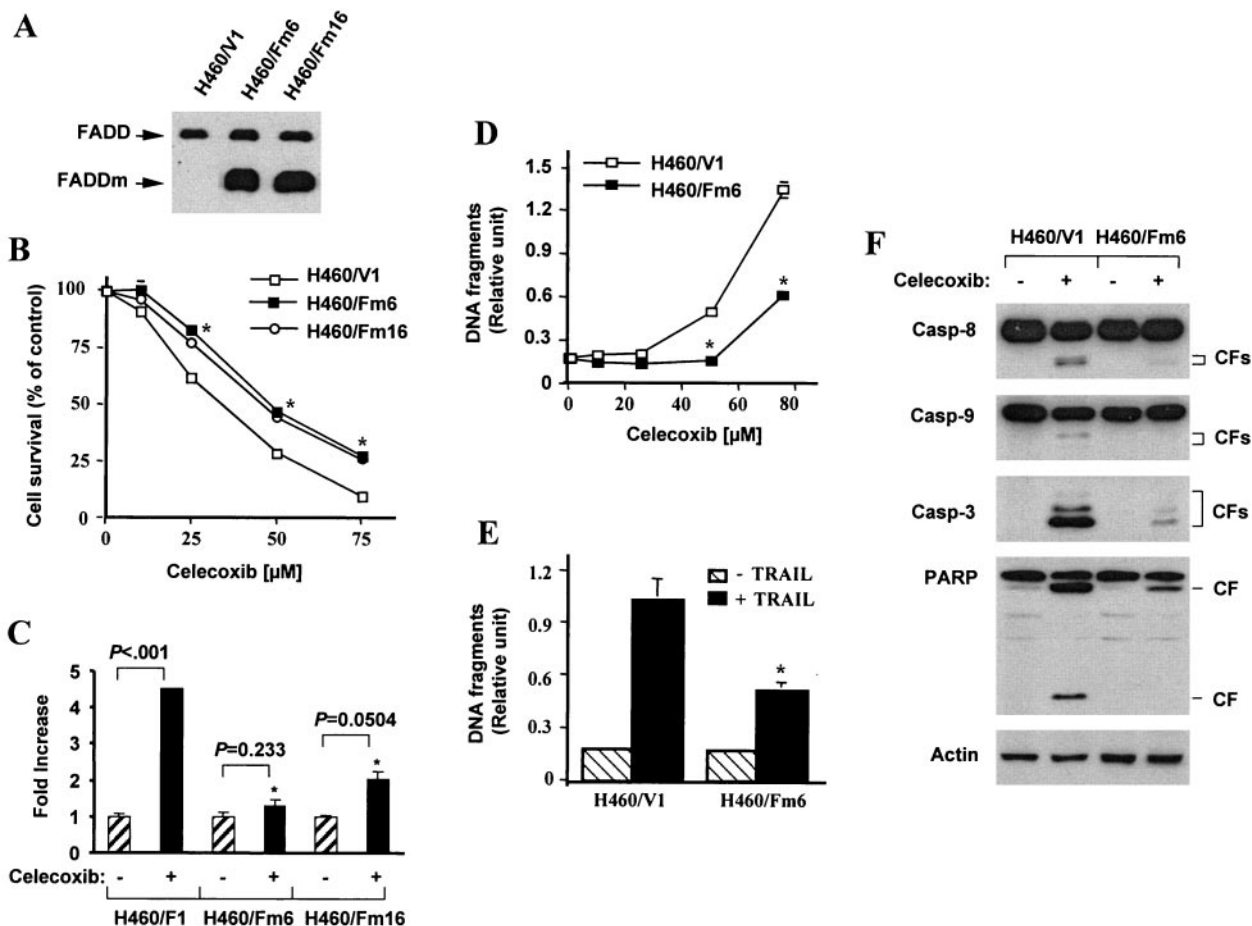 A
H460/V1
H460/Fm6
H460/Fm16
FADD
FADDm
B
Cell survival (% of control)
100
75
50
25
0
H460/V1
H460/Fm6
H460/Fm16
*
*
*
0 25 50 75
Celecoxib [µM]
C
Fold Increase
5
4
3
2
1
0
P<.001
P=0.233
P=0.0504
*
*
Celecoxib: - + - + - +
H460/F1 H460/Fm6 H460/Fm16
D
DNA fragments
(Relative unit)
1.5
1.2
0.9
0.6
0.3
0
H460/V1
H460/Fm6
*
*
0 20 40 60 80
Celecoxib [µM]
E
DNA fragments
(Relative unit)
1.2
0.9
0.6
0.3
0
- TRAIL
+ TRAIL
*
H460/V1 H460/Fm6
F
H460/V1 H460/Fm6
Celecoxib: - + - +
Casp-8
CFs
Casp-9
CFs
Casp-3
CFs
PARP
CF
CF
Actin